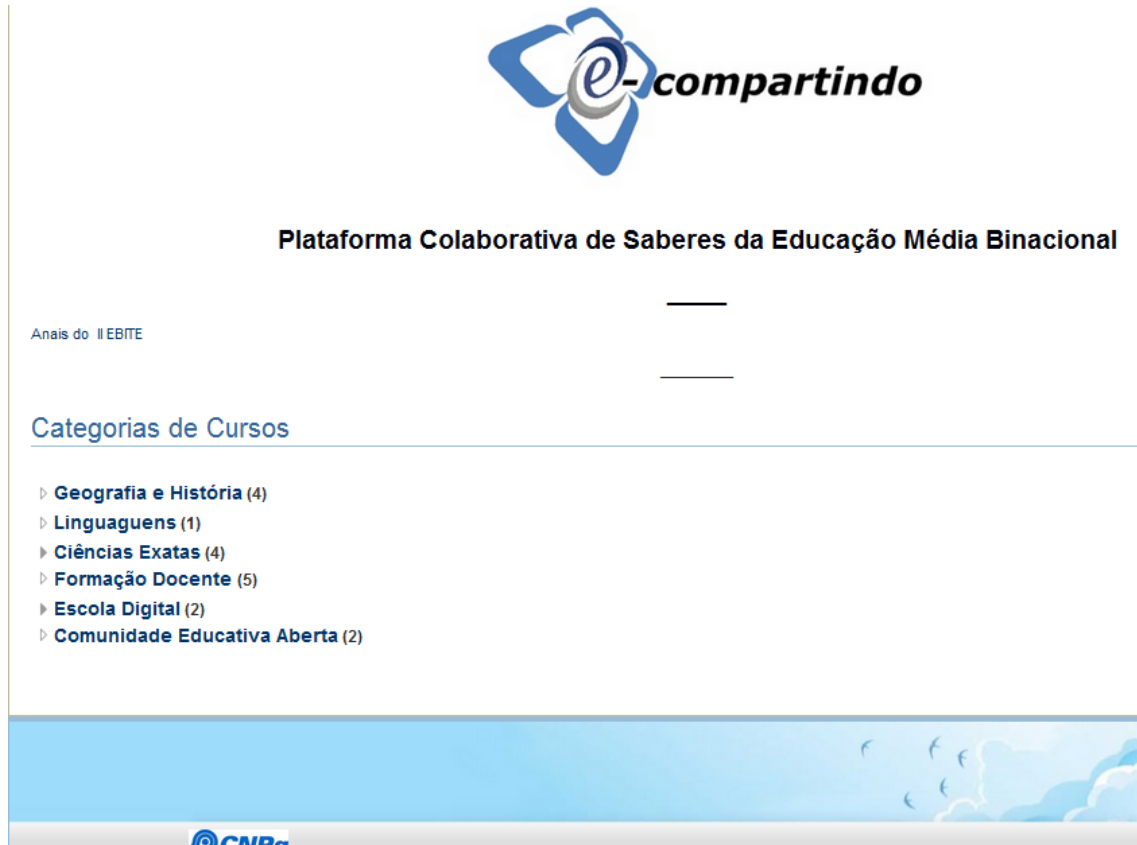 e-compartindo
Plataforma Colaborativa de Saberes da Educação Média Binacional
Anais do II EBITE
Categorias de Cursos
Geografia e História (4)
Linguaguens (1)
Ciências Exatas (4)
Formação Docente (5)
Escola Digital (2)
Comunidade Educativa Aberta (2)
CNPq